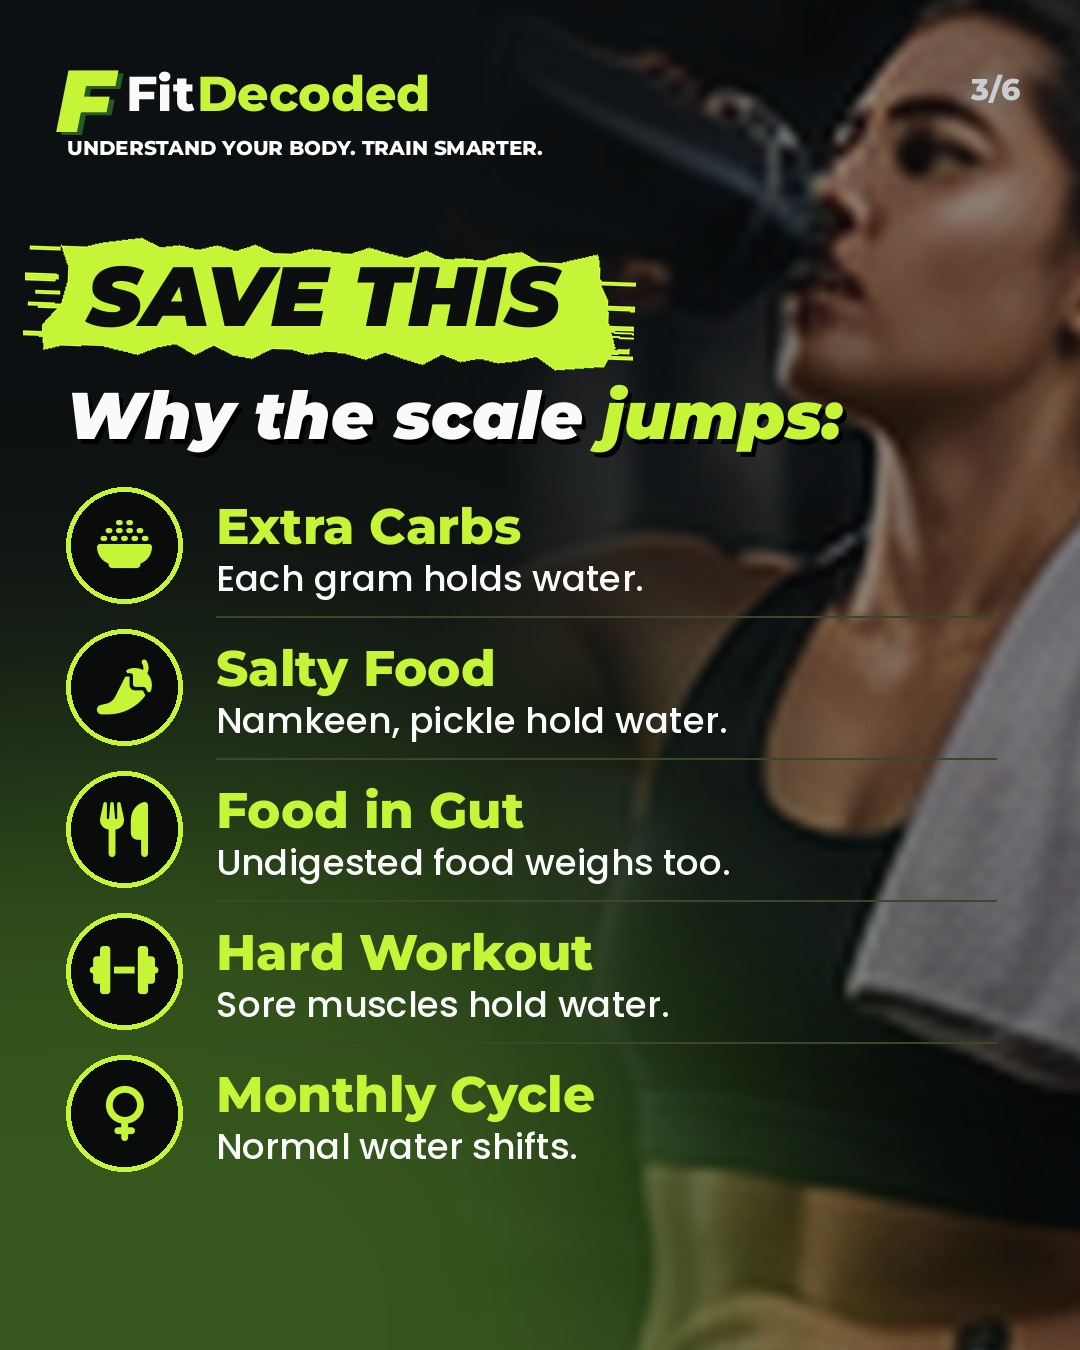 F FitDecoded
3/6
UNDERSTAND YOUR BODY. TRAIN SMARTER.
SAVE THIS
Why the scale jumps:
Extra Carbs
Each gram holds water.
Salty Food
Namkeen, pickle hold water.
Food in Gut
Undigested food weighs too.
Hard Workout
Sore muscles hold water.
Monthly Cycle
Normal water shifts.